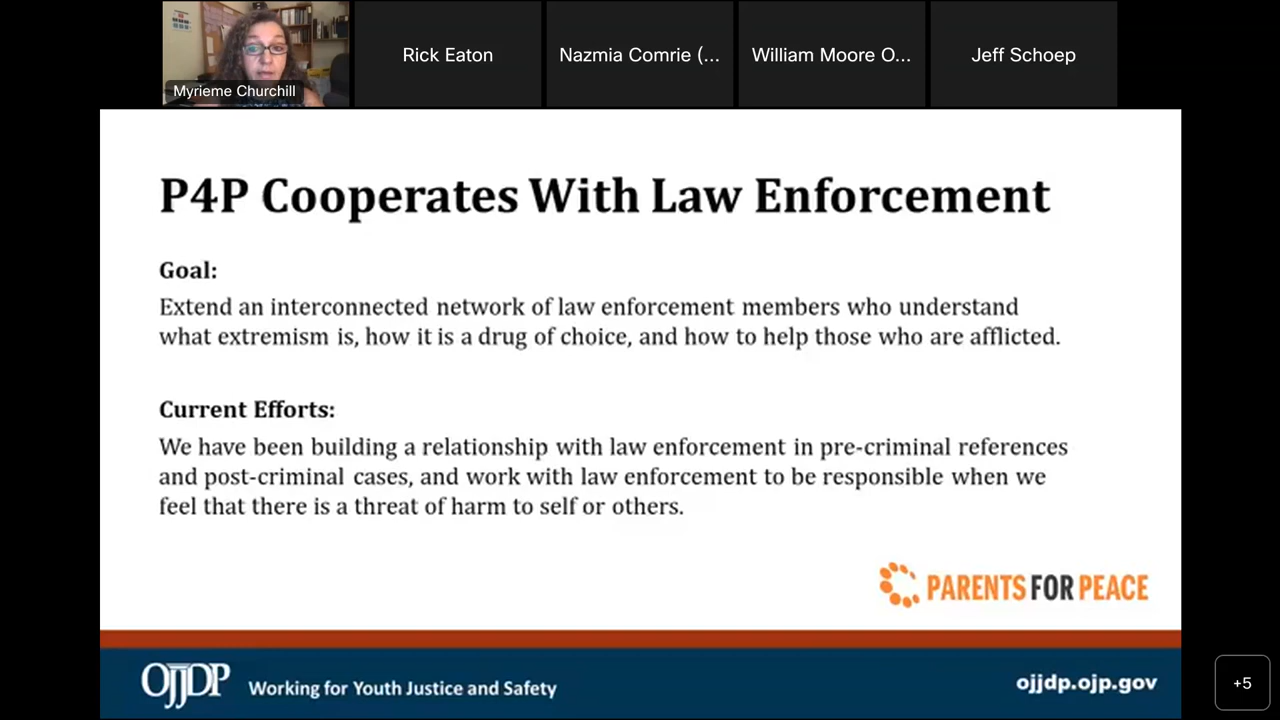 Myrieme Churchill
Rick Eaton
Nazmia Comrie (...
William Moore O...
Jeff Schoep
P4P Cooperates With Law Enforcement
Goal:
Extend an interconnected network of law enforcement members who understand
what extremism is, how it is a drug of choice, and how to help those who are afflicted.
Current Efforts:
We have been building a relationship with law enforcement in pre-criminal references
and post-criminal cases, and work with law enforcement to be responsible when we
feel that there is a threat of harm to self or others.
PARENTS FOR PEACE
OJJDP
Working for Youth Justice and Safety
ojjdp.ojp.gov
+5